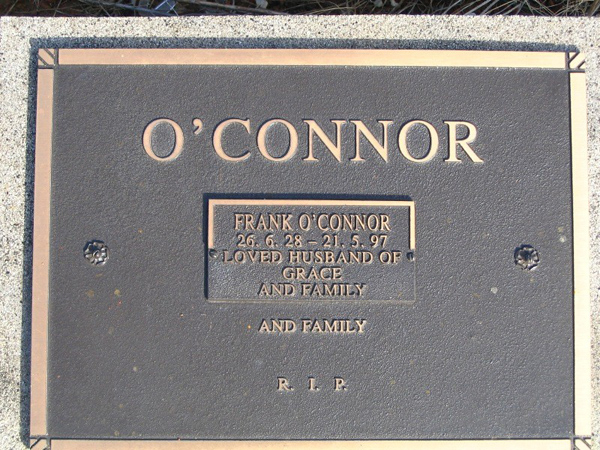 O'CONNOR
FRANK O'CONNOR
26. 6. 28 – 21. 5. 97
LOVED HUSBAND OF
GRACE
AND FAMILY
AND FAMILY
R. I. P.